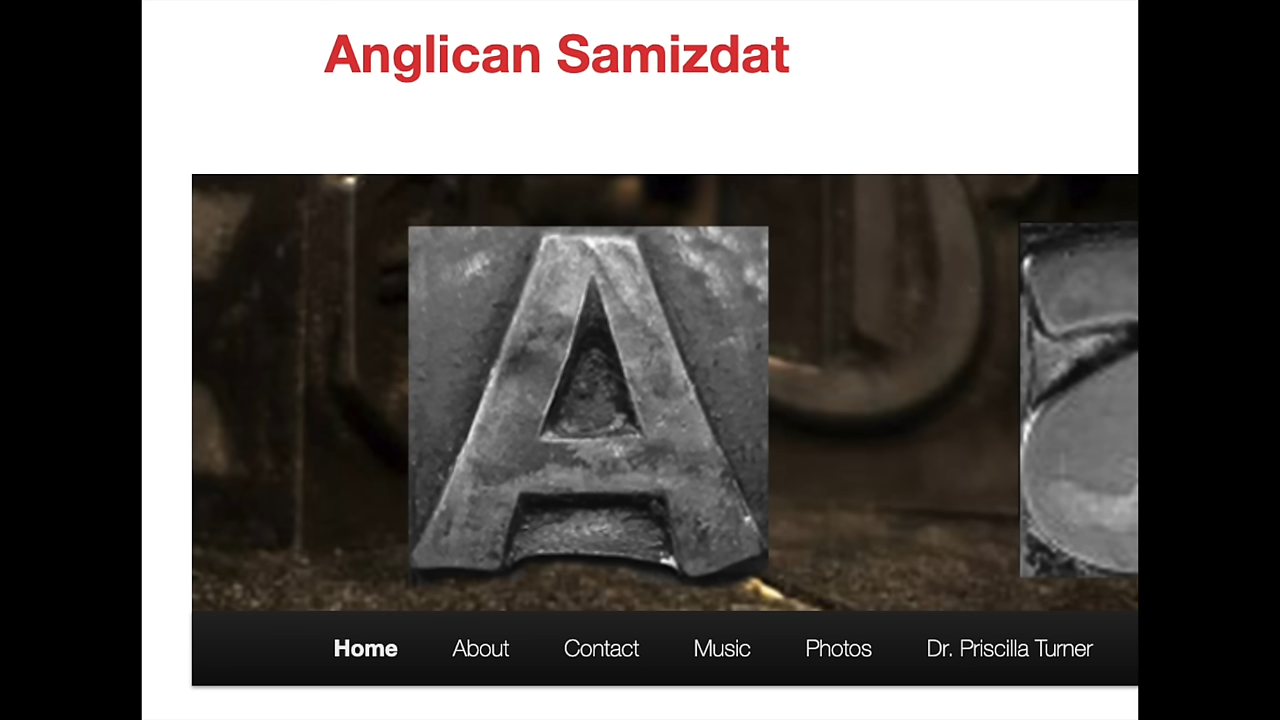 Anglican Samizdat
A
Home About Contact Music Photos Dr. Priscilla Turner